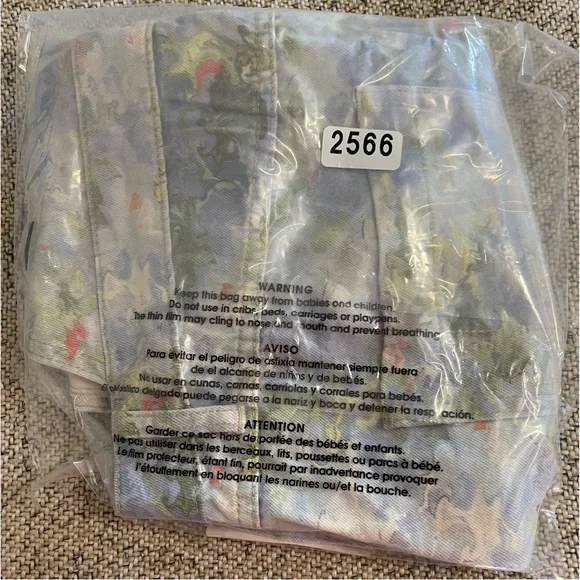 2566
WARNING
Keep this bag away from babies and children.
Do not use in cribs, beds, carriages or playpens.
The thin film may cling to nose and mouth and prevent breathing.
AVISO
Para evitar el peligro de asfixia mantener siempre fuera
de el alcance de niños y de bebés.
No usar en cunas, camas, carriolas y corrales para bebés.
El plástico delgado puede pegarse a la nariz y boca y detener la respiración.
ATTENTION
Garder ce sac hors de portée des bébés et enfants.
Ne pas utiliser dans les berceaux, lits, poussettes ou parcs à bébé.
Le film protecteur, étant fin, pourrait par inadvertance provoquer
l'étouffement en bloquant les narines ou/et la bouche.